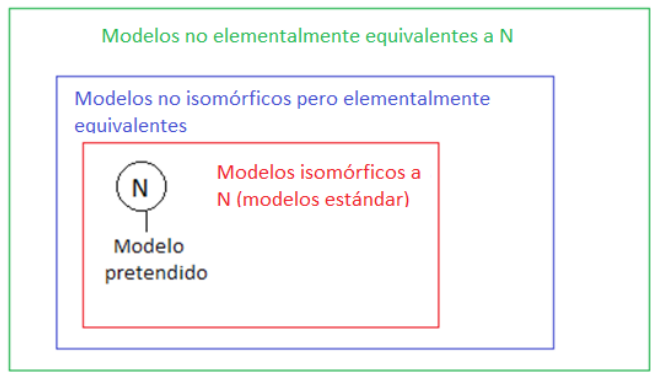 Modelos no elementalmente equivalentes a N
Modelos no isomórficos pero elementalmente
equivalentes
Modelos isomórficos a
N (modelos estándar)
N
Modelo
pretendido